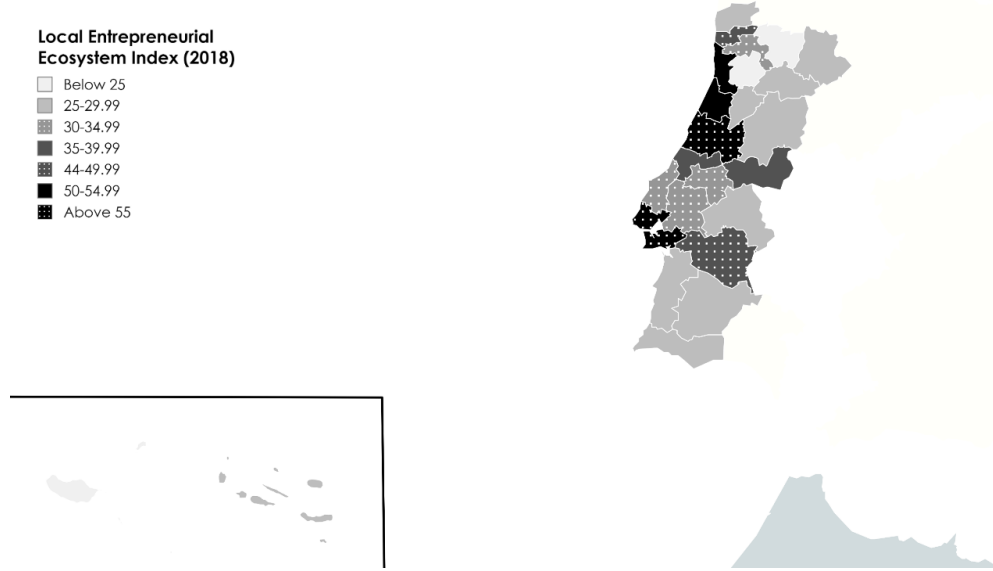 Local Entrepreneurial
Ecosystem Index (2018)
Below 25
25-29.99
30-34.99
35-39.99
44-49.99
50-54.99
Above 55